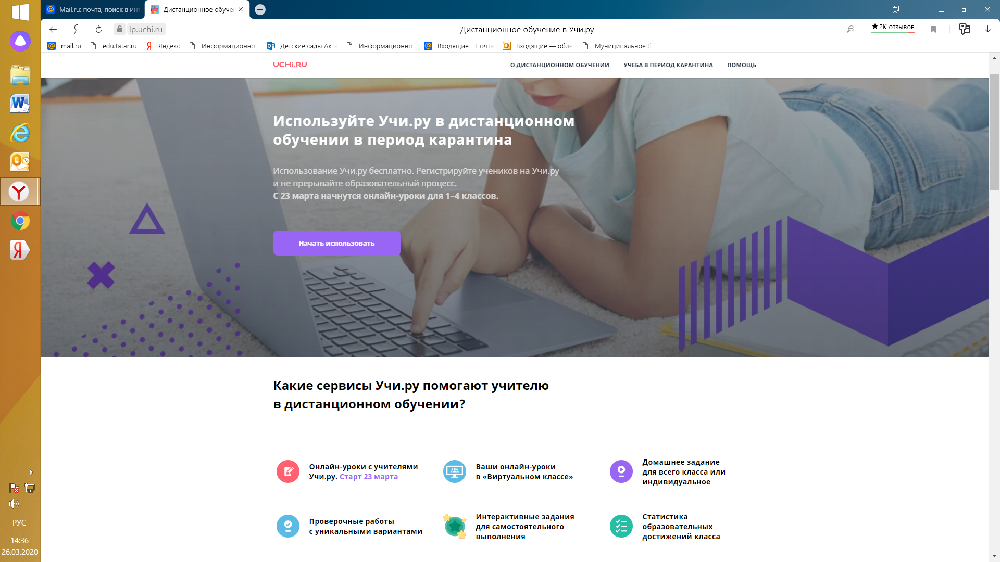 Mail.ru: почта, поиск в инт
Дистанционное обучен
lp.uchi.ru
Дистанционное обучение в Учи.ру
★2К отзывов
mail.ru
edu.tatar.ru
Яндекс
Информационно-
Детские сады Акта
Информационно-
Входящие - Почта
Входящие — обле
Муниципальное б
UCHi.RU
О ДИСТАНЦИОННОМ ОБУЧЕНИИ
УЧЕБА В ПЕРИОД КАРАНТИНА
ПОМОЩЬ
Используйте Учи.ру в дистанционном
обучении в период карантина
Использование Учи.ру бесплатно. Регистрируйте учеников на Учи.ру
и не прерывайте образовательный процесс.
С 23 марта начнутся онлайн-уроки для 1–4 классов.
Начать использовать
Какие сервисы Учи.ру помогают учителю
в дистанционном обучении?
Онлайн-уроки с учителями
Учи.ру. Старт 23 марта
Ваши онлайн-уроки
в «Виртуальном классе»
Домашнее задание
для всего класса или
индивидуальное
Проверочные работы
с уникальными вариантами
Интерактивные задания
для самостоятельного
выполнения
Статистика
образовательных
достижений класса
РУС
14:36
26.03.2020